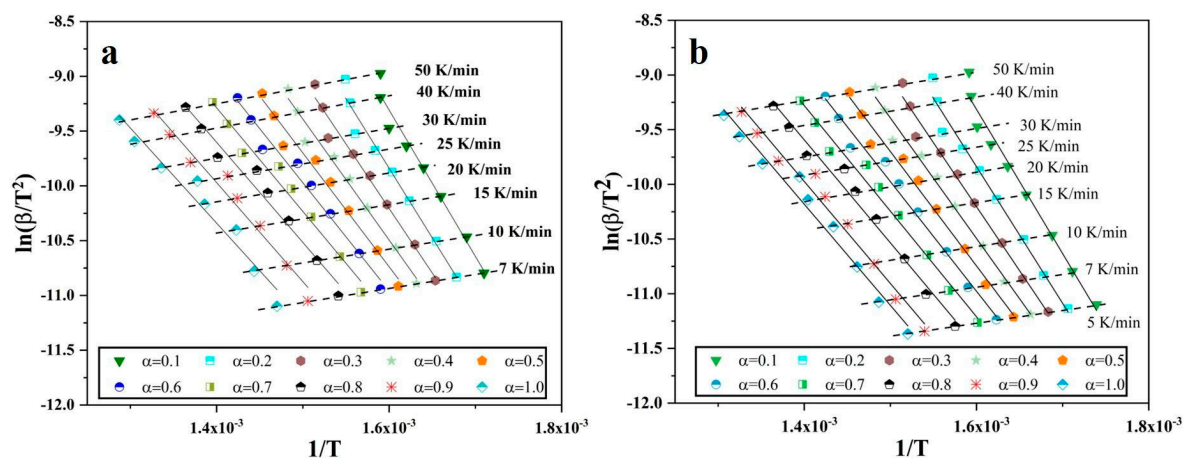 a
-8.5
-9.0
-9.5
-10.0
-10.5
-11.0
-11.5
-12.0
ln(β/T²)
50 K/min
40 K/min
30 K/min
25 K/min
20 K/min
15 K/min
10 K/min
7 K/min
α=0.1 α=0.2 α=0.3 α=0.4 α=0.5
α=0.6 α=0.7 α=0.8 α=0.9 α=1.0
1.4x10⁻³ 1.6x10⁻³ 1.8x10⁻³
1/T
b
-8.5
-9.0
-9.5
-10.0
-10.5
-11.0
-11.5
-12.0
ln(β/T²)
50 K/min
40 K/min
30 K/min
25 K/min
20 K/min
15 K/min
10 K/min
7 K/min
5 K/min
α=0.1 α=0.2 α=0.3 α=0.4 α=0.5
α=0.6 α=0.7 α=0.8 α=0.9 α=1.0
1.4x10⁻³ 1.6x10⁻³ 1.8x10⁻³
1/T